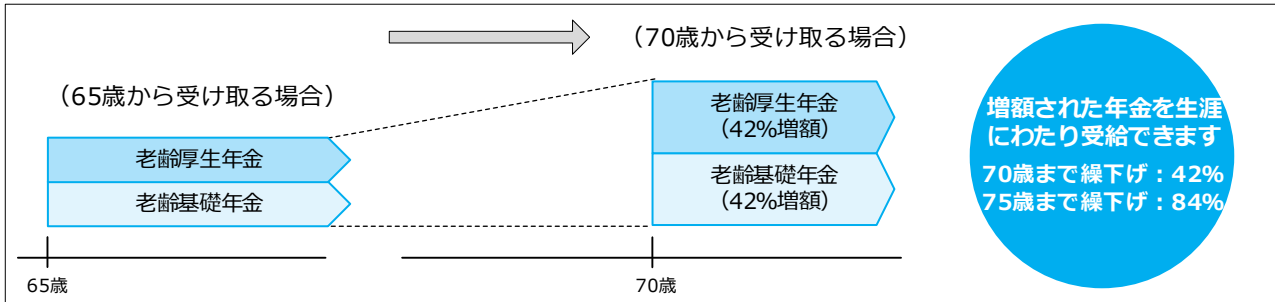 （70歳から受け取る場合）
（65歳から受け取る場合）
老齢厚生年金
老齢基礎年金
老齢厚生年金
（42%増額）
老齢基礎年金
（42%増額）
65歳
70歳
増額された年金を生涯
にわたり受給できます
70歳まで繰下げ：42%
75歳まで繰下げ：84%